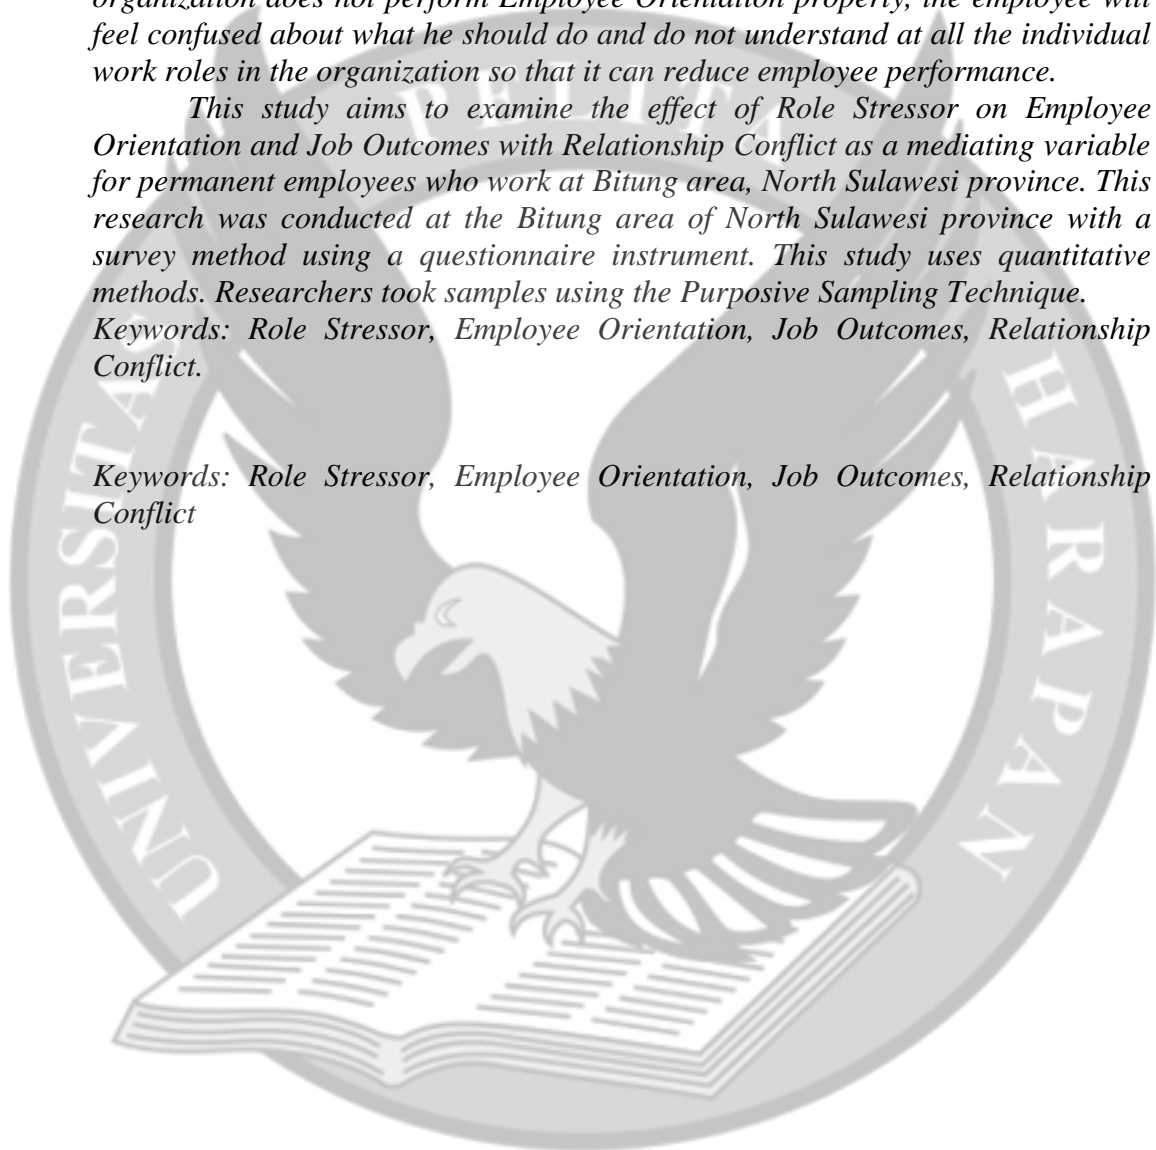 organization does not perform Employee Orientation properly, the employee will
feel confused about what he should do and do not understand at all the individual
work roles in the organization so that it can reduce employee performance.
This study aims to examine the effect of Role Stressor on Employee
Orientation and Job Outcomes with Relationship Conflict as a mediating variable
for permanent employees who work at Bitung area, North Sulawesi province. This
research was conducted at the Bitung area of North Sulawesi province with a
survey method using a questionnaire instrument. This study uses quantitative
methods. Researchers took samples using the Purposive Sampling Technique.
Keywords: Role Stressor, Employee Orientation, Job Outcomes, Relationship
Conflict.
Keywords: Role Stressor, Employee Orientation, Job Outcomes, Relationship
Conflict
UNIVERSITAS
PELITA
HARAPAN